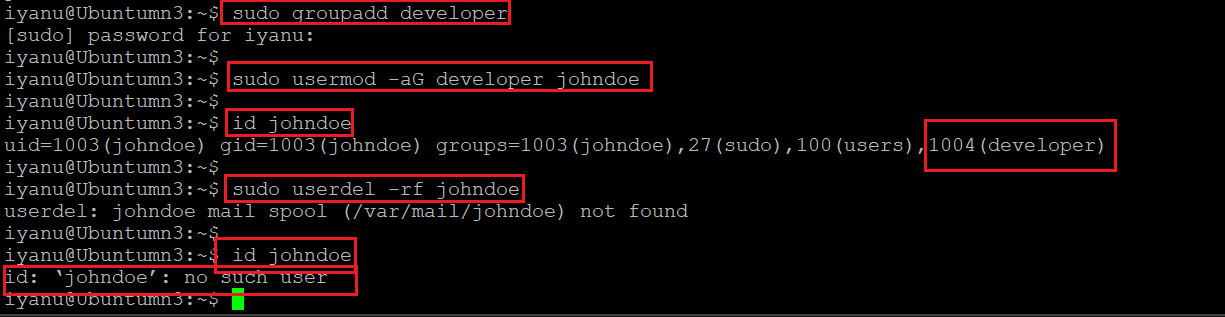 iyanu@Ubuntumn3:~$ sudo groupadd developer
[sudo] password for iyanu:
iyanu@Ubuntumn3:~$
iyanu@Ubuntumn3:~$ sudo usermod -aG developer johndoe
iyanu@Ubuntumn3:~$
iyanu@Ubuntumn3:~$ id johndoe
uid=1003(johndoe) gid=1003(johndoe) groups=1003(johndoe),27(sudo),100(users),1004(developer)
iyanu@Ubuntumn3:~$
iyanu@Ubuntumn3:~$ sudo userdel -rf johndoe
userdel: johndoe mail spool (/var/mail/johndoe) not found
iyanu@Ubuntumn3:~$
iyanu@Ubuntumn3:~$ id johndoe
id: ‘johndoe’: no such user
iyanu@Ubuntumn3:~$